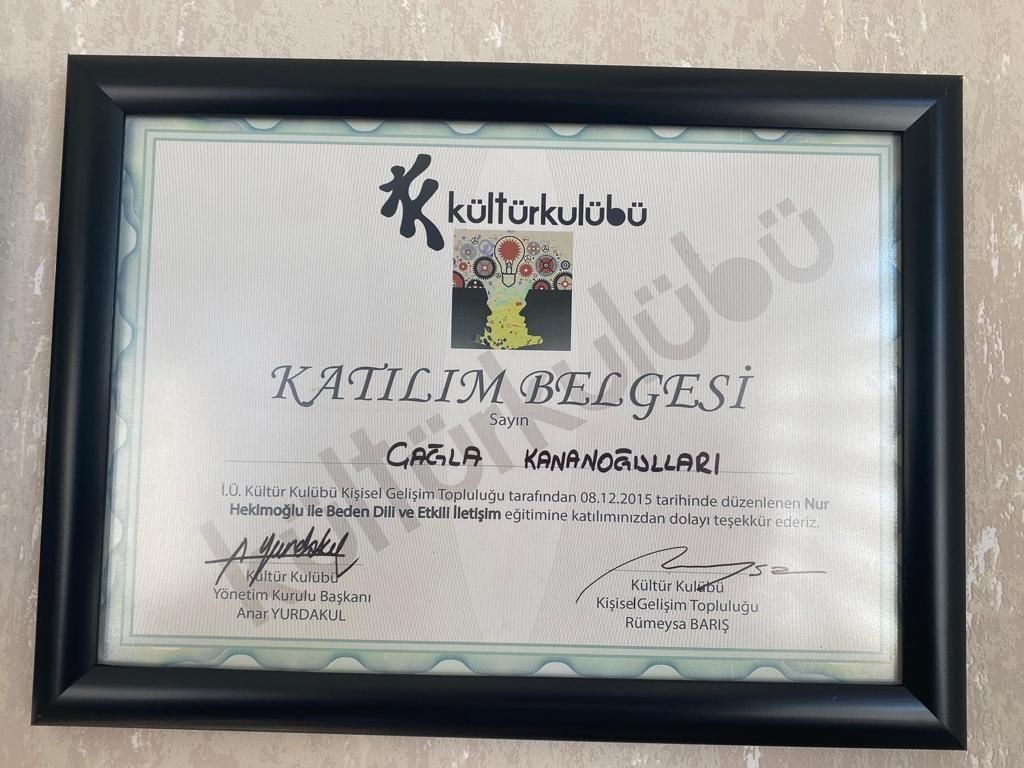 kültürkulübü
KATILIM BELGESİ
Sayın
ÇAĞLA KANANOĞULLARI
İ.Ü. Kültür Kulübü Kişisel Gelişim Topluluğu tarafından 08.12.2015 tarihinde düzenlenen Nur
Hekimoğlu ile Beden Dili ve Etkili İletişim eğitimine katılımınızdan dolayı teşekkür ederiz.
A Yurdakul
Kültür Kulübü
Yönetim Kurulu Başkanı
Anar YURDAKUL
Kültür Kulübü
Kişisel Gelişim Topluluğu
Rümeysa BARIŞ
kültürkulübü